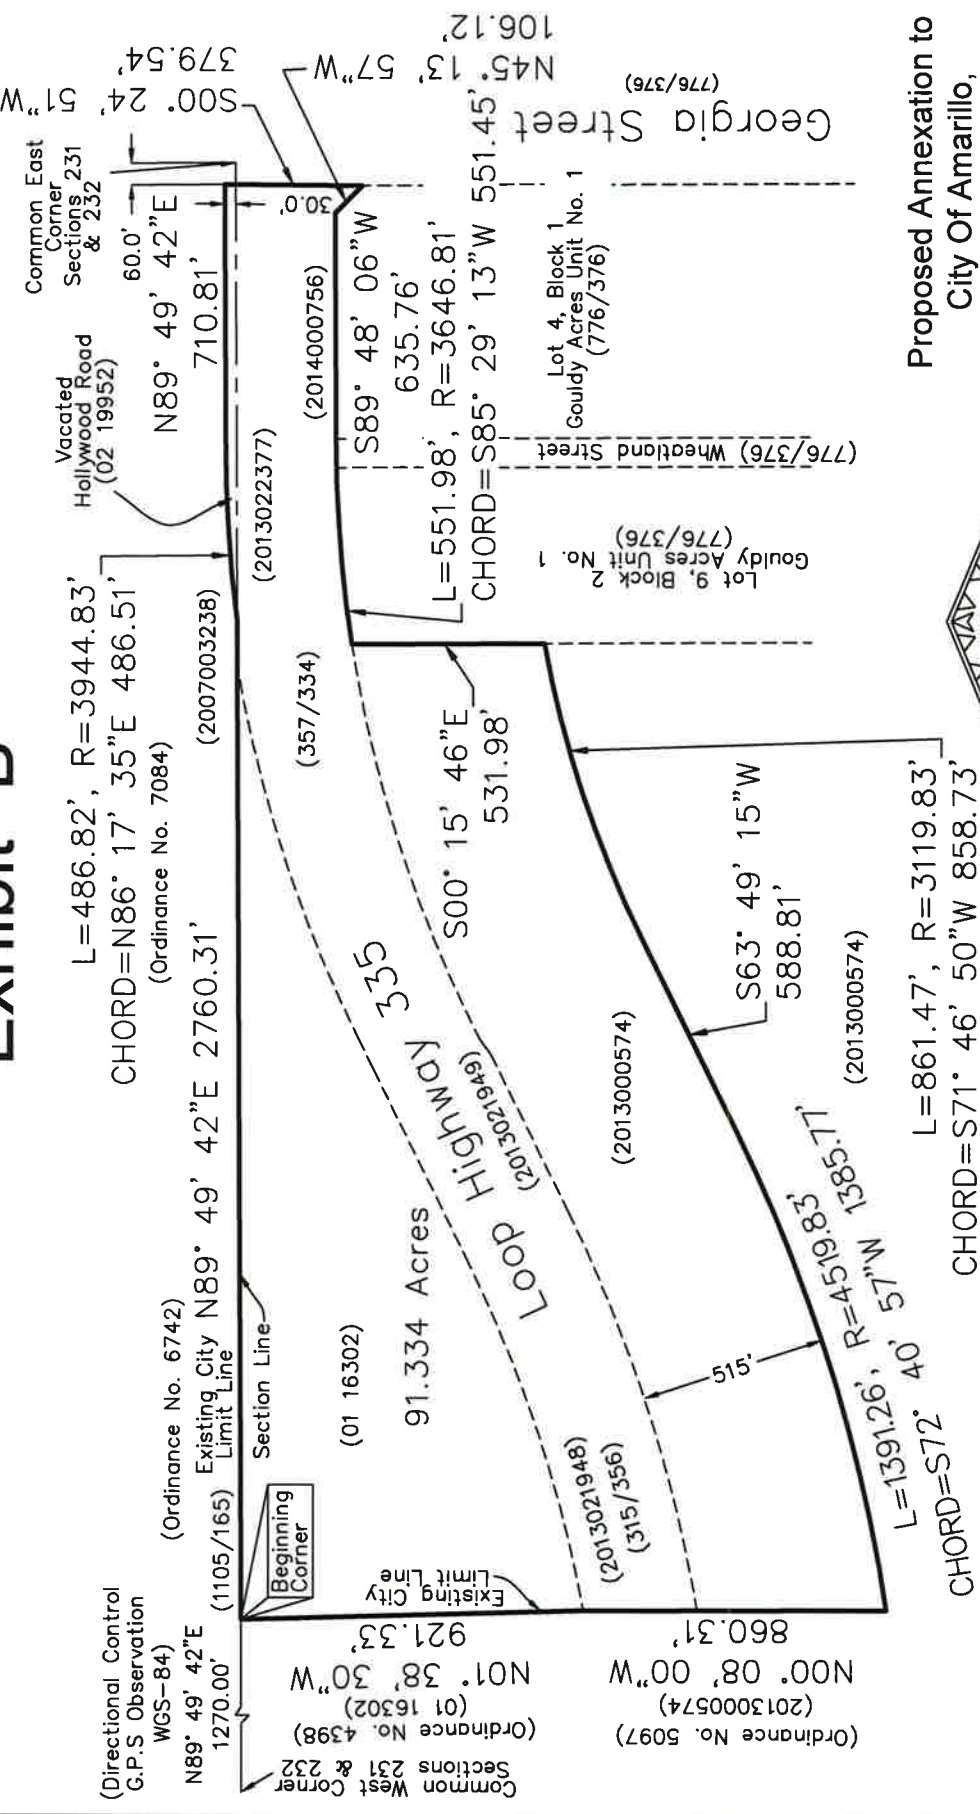 Exhibit "B"
(Directional Control
G.P.S Observation
WGS-84)
N89° 49' 42"E
1270.00'
Common West Corner
Sections 231 & 232
(Ordinance No. 4398)
(01 16302)
N01° 38' 30"W
921.33'
(Ordinance No. 5097)
(2013000574)
N00° 08' 00"W
860.31'
Existing City
Limit Line
Beginning
Corner
(1105/165)
(Ordinance No. 6742)
Existing City
Limit Line
N89° 49' 42"E 2760.31'
Section Line
L=486.82', R=3944.83'
CHORD=N86° 17' 35"E 486.51'
(Ordinance No. 7084)
Vacated
Hollywood Road
(02 19952)
Common East
Corner
Sections 231
& 232
60.0'
N89° 49' 42"E
710.81'
30.0'
S00° 24' 51"W
379.54'
N45° 13' 57"W
106.12'
Georgia Street
(776/376)
(2007003238)
(2013022377)
(2014000756)
(357/334)
S89° 48' 06"W
635.76'
L=551.98', R=3646.81'
CHORD=S85° 29' 13"W 551.45'
Lot 4, Block 1
Gouldy Acres Unit No. 1
(776/376)
Wheatland Street
(776/376)
Lot 9, Block 2
Gouldy Acres Unit No. 1
(776/376)
S00° 15' 46"E
531.98'
(01 16302)
91.334 Acres
Loop Highway 335
(2013021949)
(2013021948)
(315/356)
(2013000574)
515'
S63° 49' 15"W
588.81'
(2013000574)
L=861.47', R=3119.83'
CHORD=S71° 46' 50"W 858.73'
L=1391.26', R=4519.83'
CHORD=S72° 40' 57"W 1385.77'
Proposed Annexation to
City Of Amarillo,